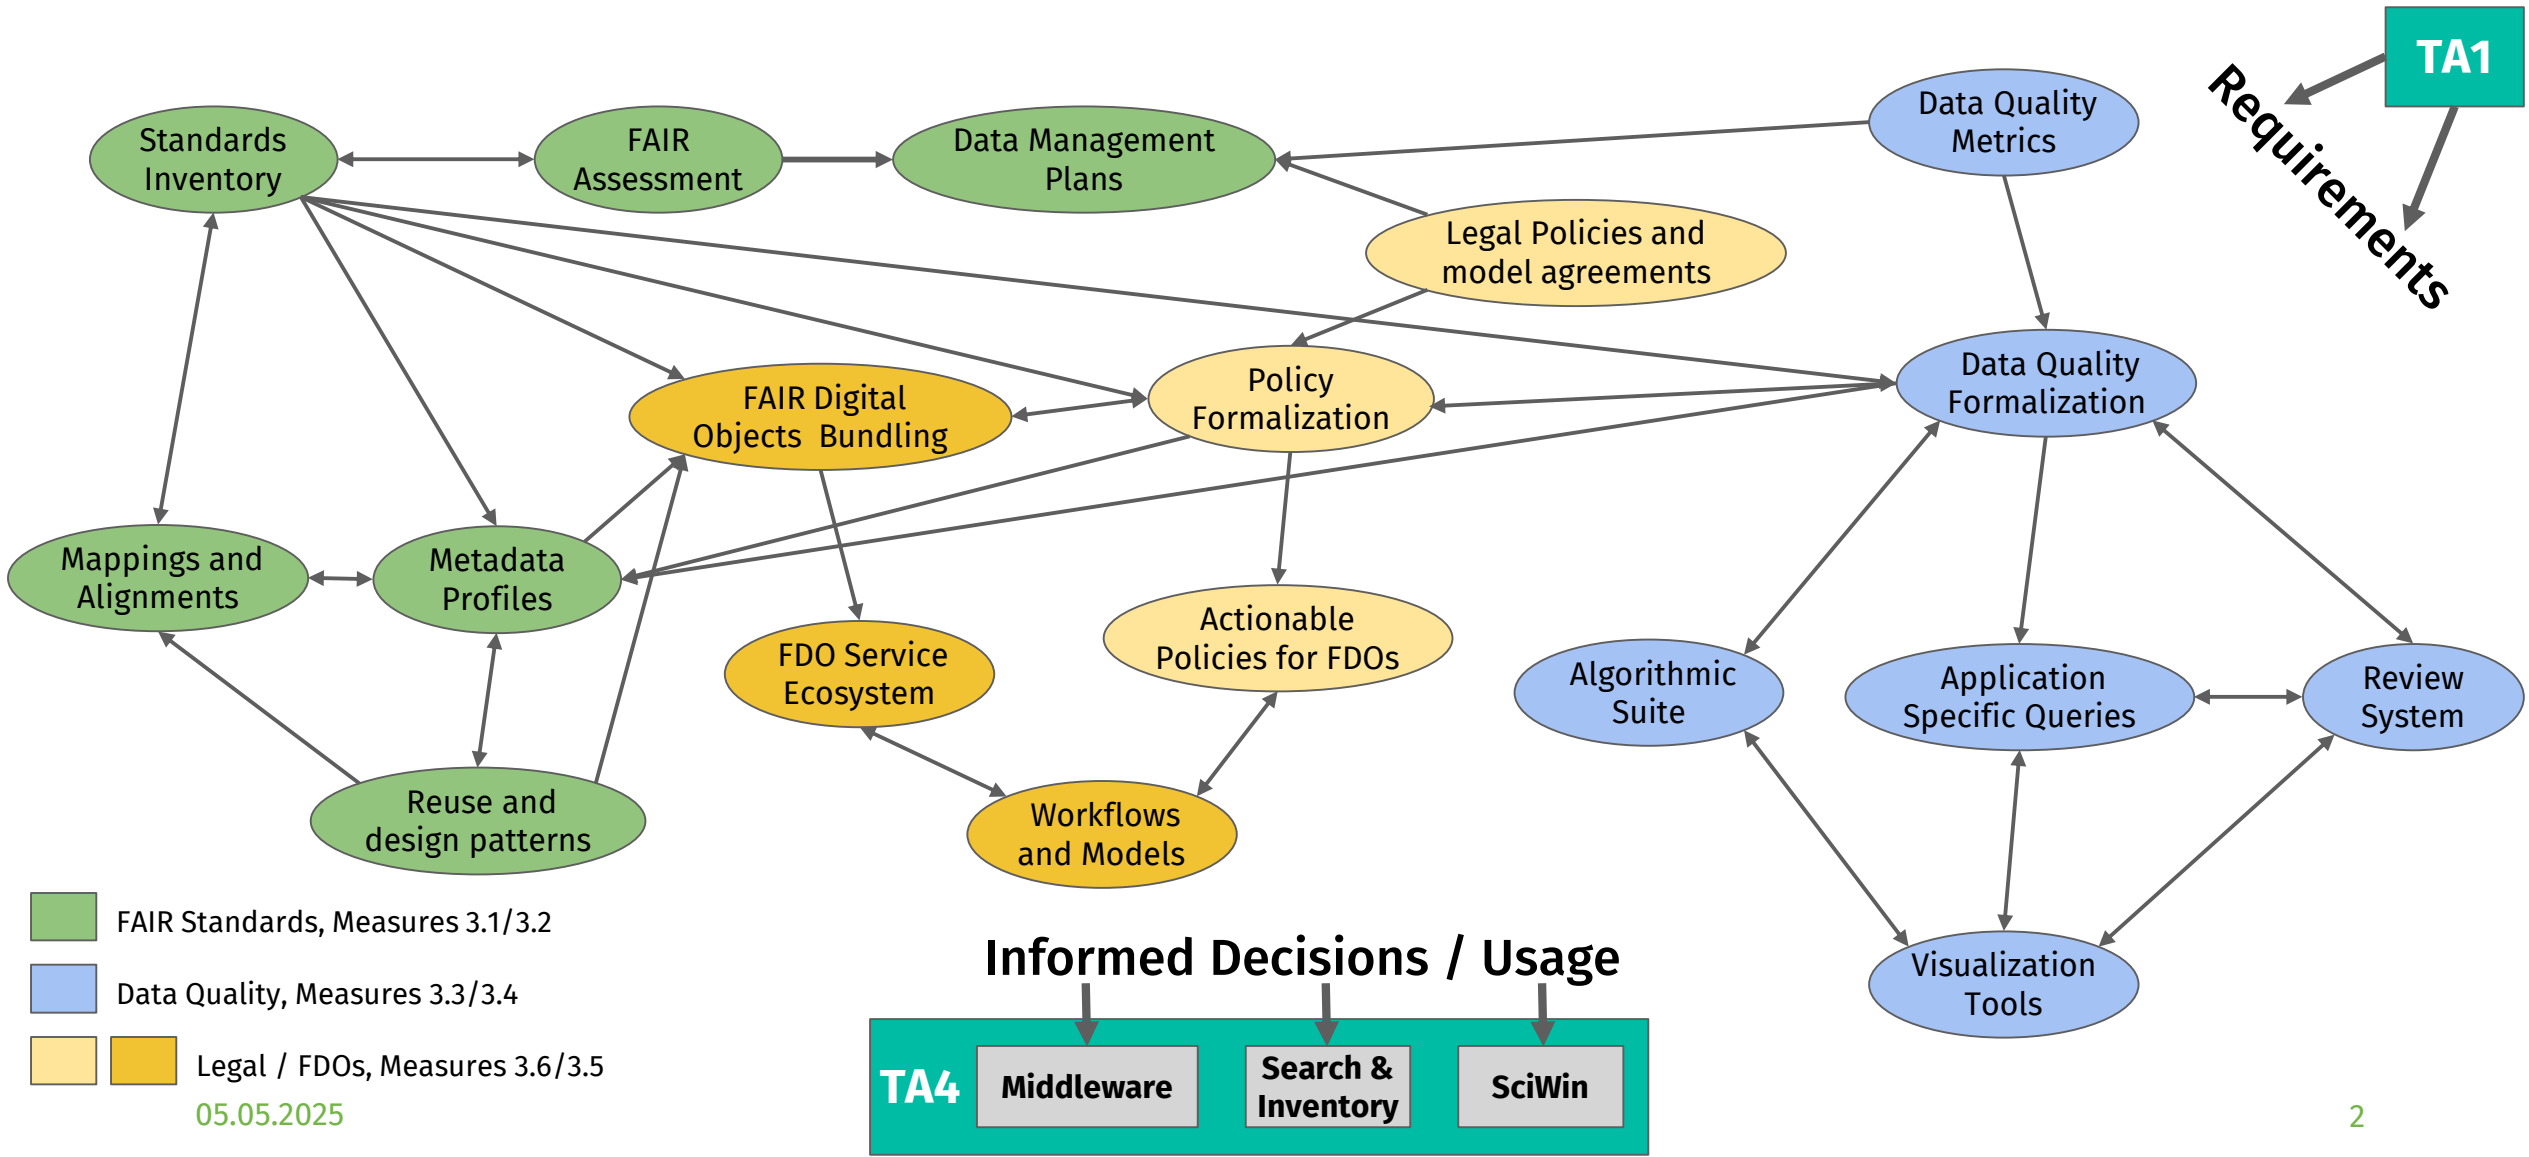 TA1
Requirements
Data Quality
Metrics
Standards
Inventory
FAIR
Assessment
Data Management
Plans
Legal Policies and
model agreements
Policy
Formalization
Data Quality
Formalization
FAIR Digital
Objects Bundling
Mappings and
Alignments
Metadata
Profiles
Actionable
Policies for FDOs
FDO Service
Ecosystem
Algorithmic
Suite
Application
Specific Queries
Review
System
Reuse and
design patterns
Workflows
and Models
Visualization
Tools
FAIR Standards, Measures 3.1/3.2
Data Quality, Measures 3.3/3.4
Legal / FDOs, Measures 3.6/3.5
Informed Decisions / Usage
TA4
Middleware
Search &
Inventory
SciWin
05.05.2025
2